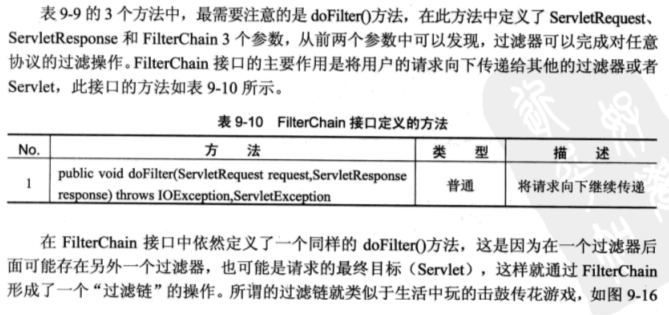 表 9-9 的 3 个方法中，最需要注意的是 doFilter()方法，在此方法中定义了 ServletRequest、
ServletResponse 和 FilterChain 3 个参数，从前两个参数中可以发现，过滤器可以完成对任意
协议的过滤操作。FilterChain 接口的主要作用是将用户的请求向下传递给其他的过滤器或者
Servlet，此接口的方法如表 9-10 所示。
表 9-10 FilterChain 接口定义的方法
No. 方 法 类 型 描 述
1 public void doFilter(ServletRequest request,ServletResponse
response) throws IOException,ServletException 普通 将请求向下继续传递
在 FilterChain 接口中依然定义了一个同样的 doFilter()方法，这是因为在一个过滤器后
面可能存在另外一个过滤器，也可能是请求的最终目标（Servlet），这样就通过 FilterChain
形成了一个“过滤链”的操作。所谓的过滤链就类似于生活中玩的击鼓传花游戏，如图 9-16